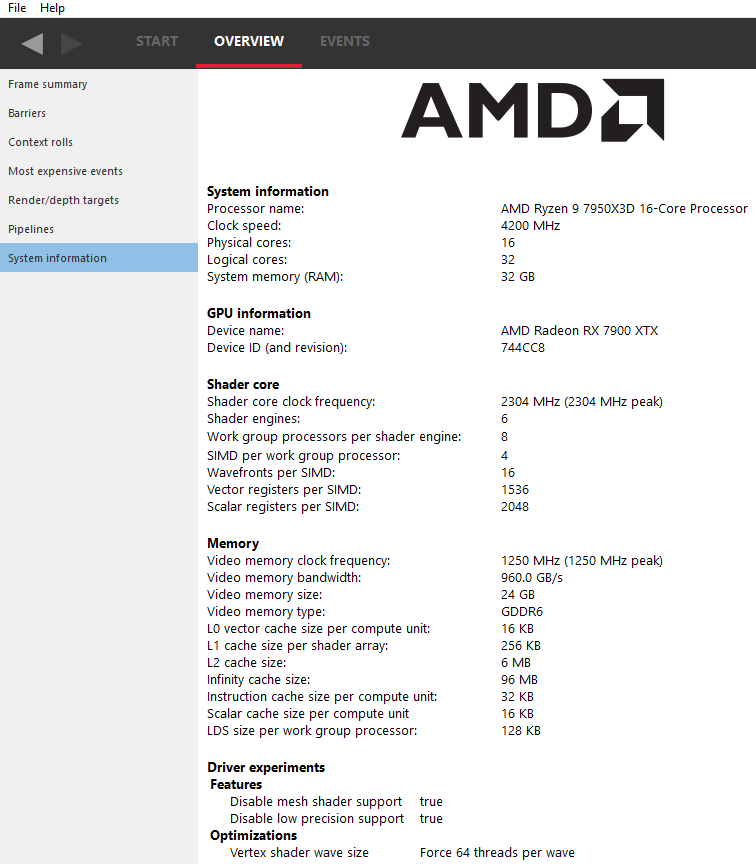 File Help
START OVERVIEW EVENTS
Frame summary
Barriers
Context rolls
Most expensive events
Render/depth targets
Pipelines
System information
AMD
System information
Processor name: AMD Ryzen 9 7950X3D 16-Core Processor
Clock speed: 4200 MHz
Physical cores: 16
Logical cores: 32
System memory (RAM): 32 GB
GPU information
Device name: AMD Radeon RX 7900 XTX
Device ID (and revision): 744CC8
Shader core
Shader core clock frequency: 2304 MHz (2304 MHz peak)
Shader engines: 6
Work group processors per shader engine: 8
SIMD per work group processor: 4
Wavefronts per SIMD: 16
Vector registers per SIMD: 1536
Scalar registers per SIMD: 2048
Memory
Video memory clock frequency: 1250 MHz (1250 MHz peak)
Video memory bandwidth: 960.0 GB/s
Video memory size: 24 GB
Video memory type: GDDR6
L0 vector cache size per compute unit: 16 KB
L1 cache size per shader array: 256 KB
L2 cache size: 6 MB
Infinity cache size: 96 MB
Instruction cache size per compute unit: 32 KB
Scalar cache size per compute unit 16 KB
LDS size per work group processor: 128 KB
Driver experiments
Features
Disable mesh shader support true
Disable low precision support true
Optimizations
Vertex shader wave size Force 64 threads per wave